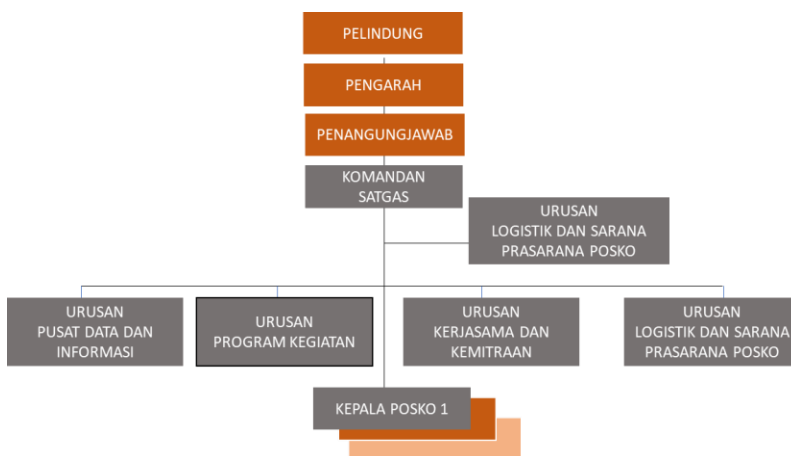 PELINDUNG
PENGARAH
PENANGUNGJAWAB
KOMANDAN
SATGAS
URUSAN
LOGISTIK DAN SARANA
PRASARANA POSKO
URUSAN
PUSAT DATA DAN
INFORMASI
URUSAN
PROGRAM KEGIATAN
URUSAN
KERJASAMA DAN
KEMITRAAN
URUSAN
LOGISTIK DAN SARANA
PRASARANA POSKO
KEPALA POSKO 1